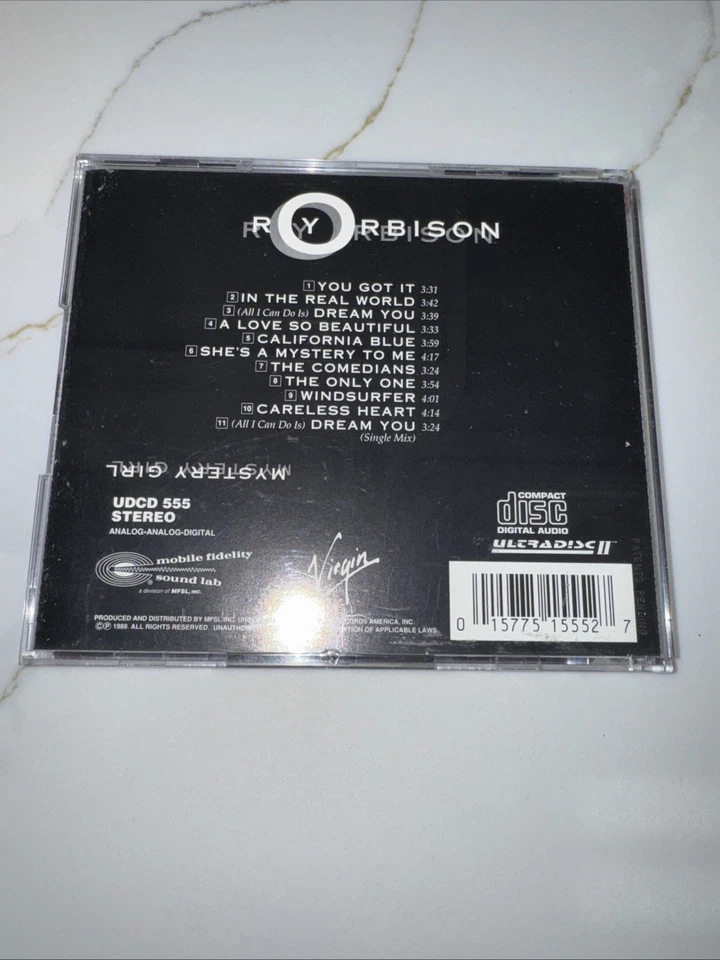 ROY ORBISON
1 YOU GOT IT 3:31
2 IN THE REAL WORLD 3:42
3 (All I Can Do Is) DREAM YOU 3:39
4 A LOVE SO BEAUTIFUL 3:33
5 CALIFORNIA BLUE 3:59
6 SHE'S A MYSTERY TO ME 4:17
7 THE COMEDIANS 3:24
8 THE ONLY ONE 3:54
9 WINDSURFER 4:01
10 CARELESS HEART 4:14
11 (All I Can Do Is) DREAM YOU 3:24
(Single Mix)
MYSTERY GIRL
UDCD 555
STEREO
ANALOG-ANALOG-DIGITAL
COMPACT
disc
DIGITAL AUDIO
ULTRADISC II
mobile fidelity
sound lab
a division of MFSL, INC.
Virgin
PRODUCED AND DISTRIBUTED BY MFSL INC. RECORDS AMERICA, INC.
©℗ 1989. ALL RIGHTS RESERVED. OF APPLICABLE LAWS
0 15775 15552 7